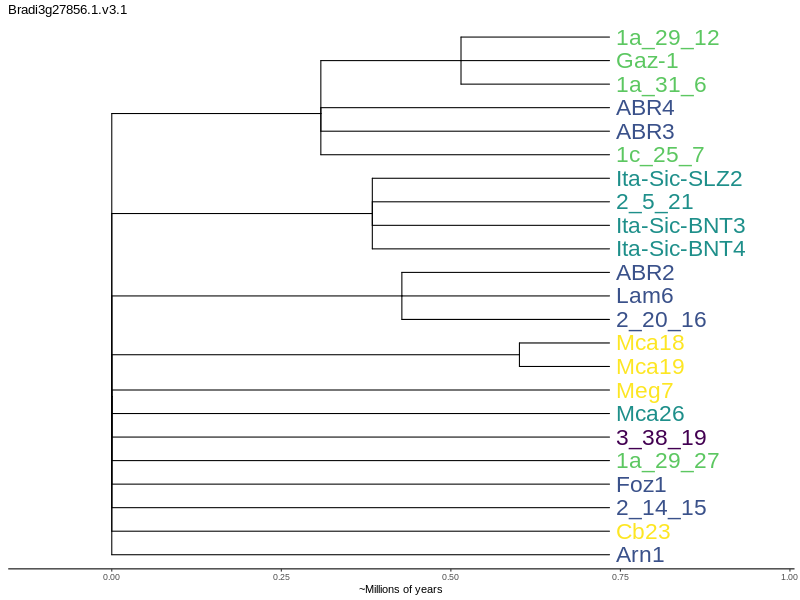 Bradi3g27856.1.v3.1
1a_29_12
Gaz-1
1a_31_6
ABR4
ABR3
1c_25_7
Ita-Sic-SLZ2
2_5_21
Ita-Sic-BNT3
Ita-Sic-BNT4
ABR2
Lam6
2_20_16
Mca18
Mca19
Meg7
Mca26
3_38_19
1a_29_27
Foz1
2_14_15
Cb23
Arn1
0.00 0.25 0.50 0.75 1.00
~Millions of years